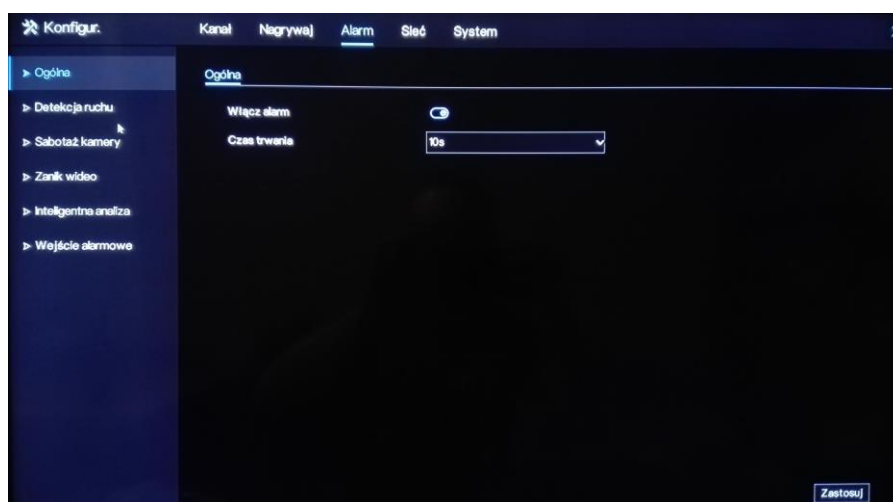 Konfigur.
Kanał Nagrywaj Alarm Sieć System
Ogólna
Detekcja ruchu
Sabotaż kamery
Zanik wideo
Inteligentna analiza
Wejście alarmowe
Ogólna
Włącz alarm
Czas trwania 10s
Zastosuj